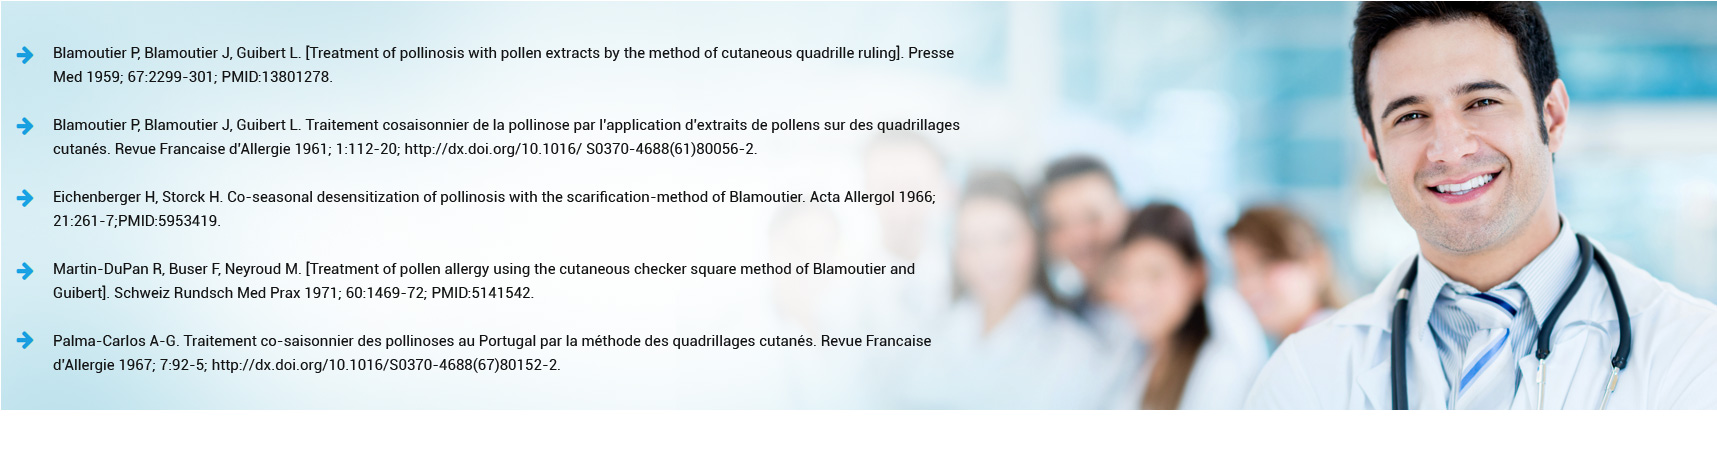 Blamoutier P, Blamoutier J, Guibert L. [Treatment of pollinosis with pollen extracts by the method of cutaneous quadrille ruling]. Presse
Med 1959; 67:2299-301; PMID:13801278.
Blamoutier P, Blamoutier J, Guibert L. Traitement cosaisonnier de la pollinose par l'application d'extraits de pollens sur des quadrillages
cutanés. Revue Francaise d'Allergie 1961; 1:112-20; http://dx.doi.org/10.1016/ S0370-4688(61)80056-2.
Eichenberger H, Storck H. Co-seasonal desensitization of pollinosis with the scarification-method of Blamoutier. Acta Allergol 1966;
21:261-7;PMID:5953419.
Martin-DuPan R, Buser F, Neyroud M. [Treatment of pollen allergy using the cutaneous checker square method of Blamoutier and
Guibert]. Schweiz Rundsch Med Prax 1971; 60:1469-72; PMID:5141542.
Palma-Carlos A-G. Traitement co-saisonnier des pollinoses au Portugal par la méthode des quadrillages cutanés. Revue Francaise
d'Allergie 1967; 7:92-5; http://dx.doi.org/10.1016/S0370-4688(67)80152-2.